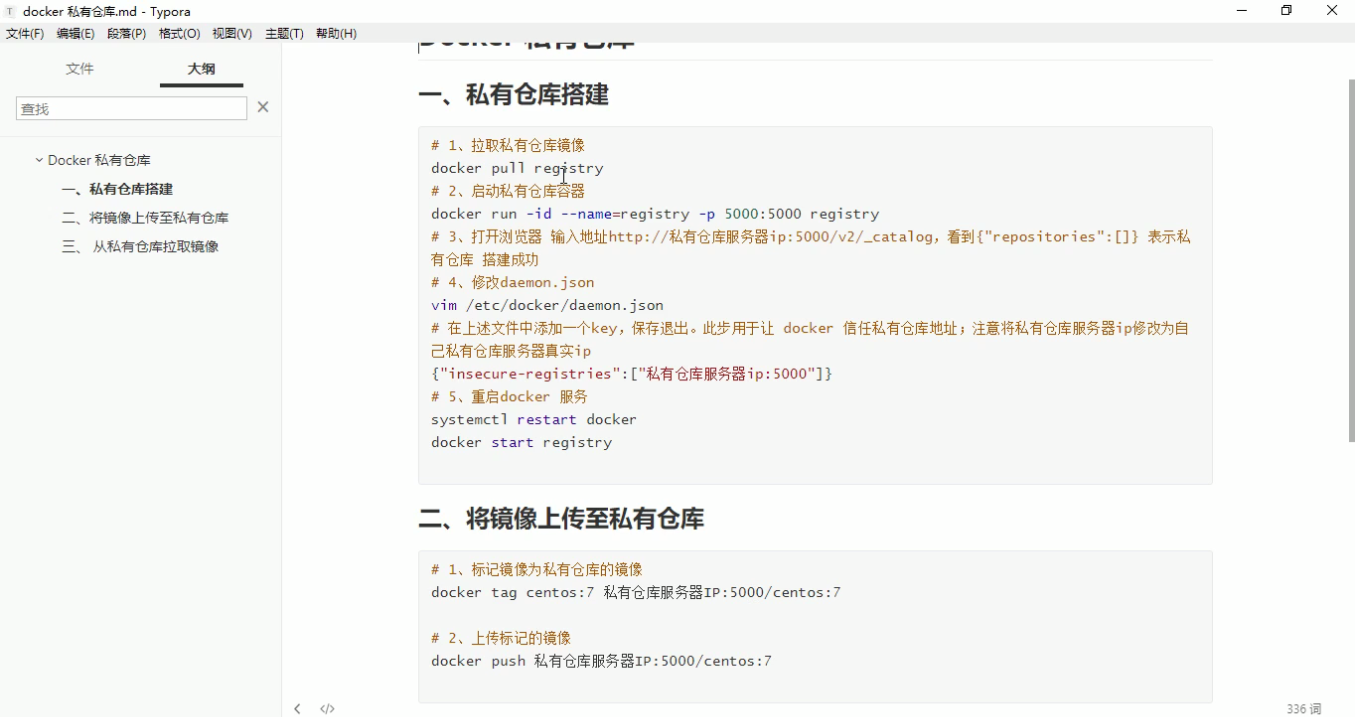 docker 私有仓库.md - Typora
文件(F) 编辑(E) 段落(P) 格式(O) 视图(V) 主题(T) 帮助(H)
文件 大纲
查找
Docker 私有仓库
一、私有仓库搭建
二、将镜像上传至私有仓库
三、 从私有仓库拉取镜像
Docker 私有仓库
一、私有仓库搭建
# 1、拉取私有仓库镜像
docker pull registry
# 2、启动私有仓库容器
docker run -id --name=registry -p 5000:5000 registry
# 3、打开浏览器 输入地址http://私有仓库服务器ip:5000/v2/_catalog，看到{"repositories":[]} 表示私
有仓库 搭建成功
# 4、修改daemon.json
vim /etc/docker/daemon.json
# 在上述文件中添加一个key，保存退出。此步用于让 docker 信任私有仓库地址；注意将私有仓库服务器ip修改为自
己私有仓库服务器真实ip
{"insecure-registries":["私有仓库服务器ip:5000"]}
# 5、重启docker 服务
systemctl restart docker
docker start registry
二、将镜像上传至私有仓库
# 1、标记镜像为私有仓库的镜像
docker tag centos:7 私有仓库服务器IP:5000/centos:7
# 2、上传标记的镜像
docker push 私有仓库服务器IP:5000/centos:7
336 词